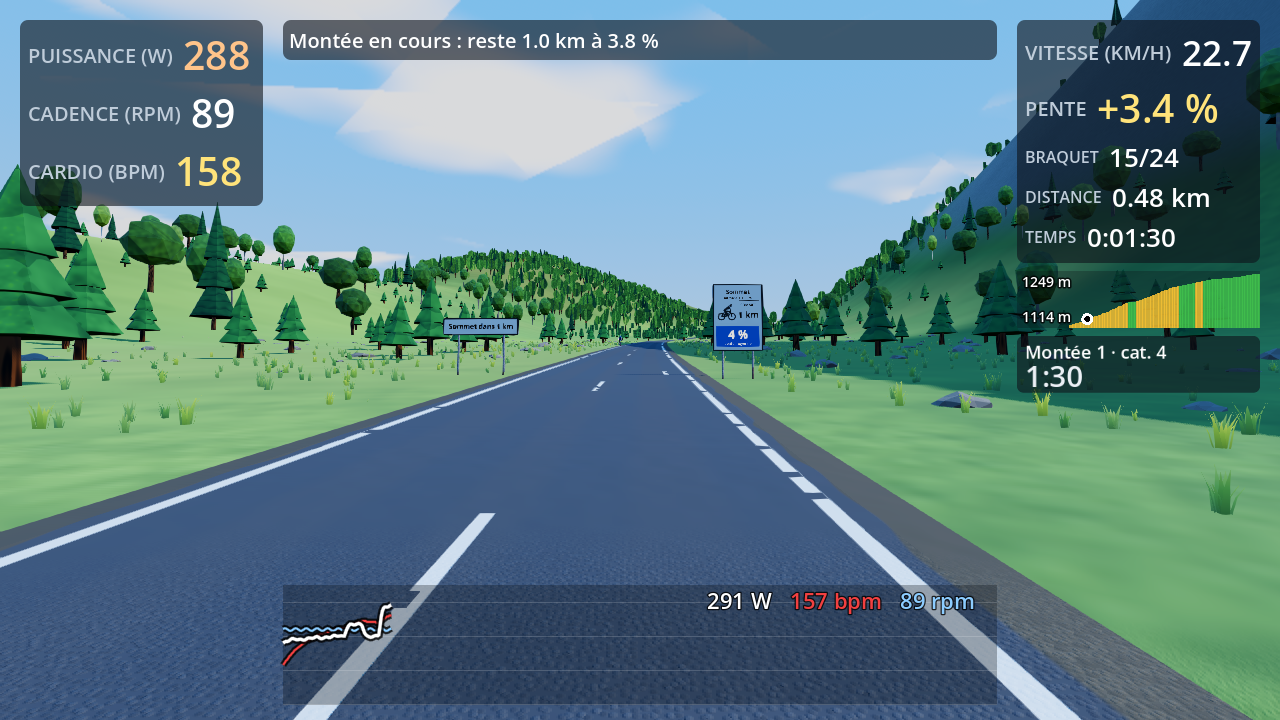 PUISSANCE (W) 288
CADENCE (RPM) 89
CARDIO (BPM) 158
Montée en cours : reste 1.0 km à 3.8 %
VITESSE (KM/H) 22.7
PENTE +3.4 %
BRAQUET 15/24
DISTANCE 0.48 km
TEMPS 0:01:30
1249 m
1114 m
Montée 1 · cat. 4
1:30
Sommet dans 1 km
Sommet
1 km
4 %
291 W 157 bpm 89 rpm